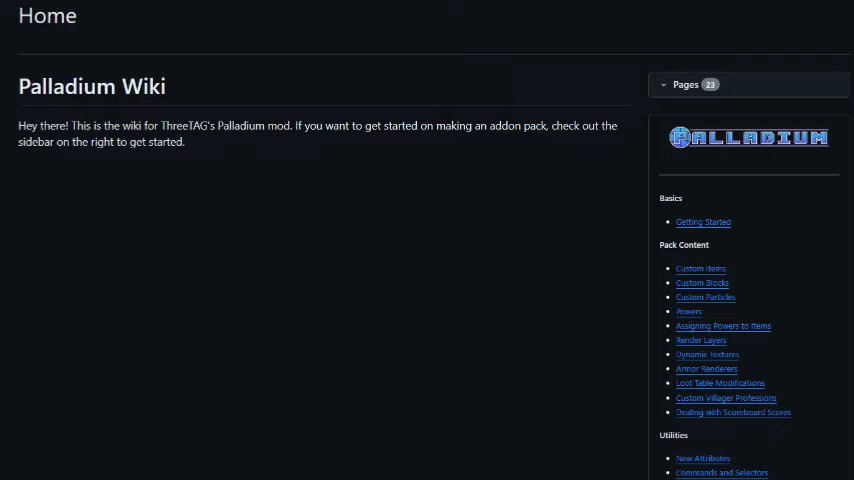 Home
Palladium Wiki
Hey there! This is the wiki for ThreeTAG's Palladium mod. If you want to get started on making an addon pack, check out the
sidebar on the right to get started.
Pages 23
PALLADIUM
Basics
Getting Started
Pack Content
Custom Items
Custom Blocks
Custom Particles
Powers
Assigning Powers to Items
Render Layers
Dynamic Textures
Armor Renderers
Loot Table Modifications
Custom Villager Professions
Dealing with Scoreboard Scores
Utilities
New Attributes
Commands and Selectors